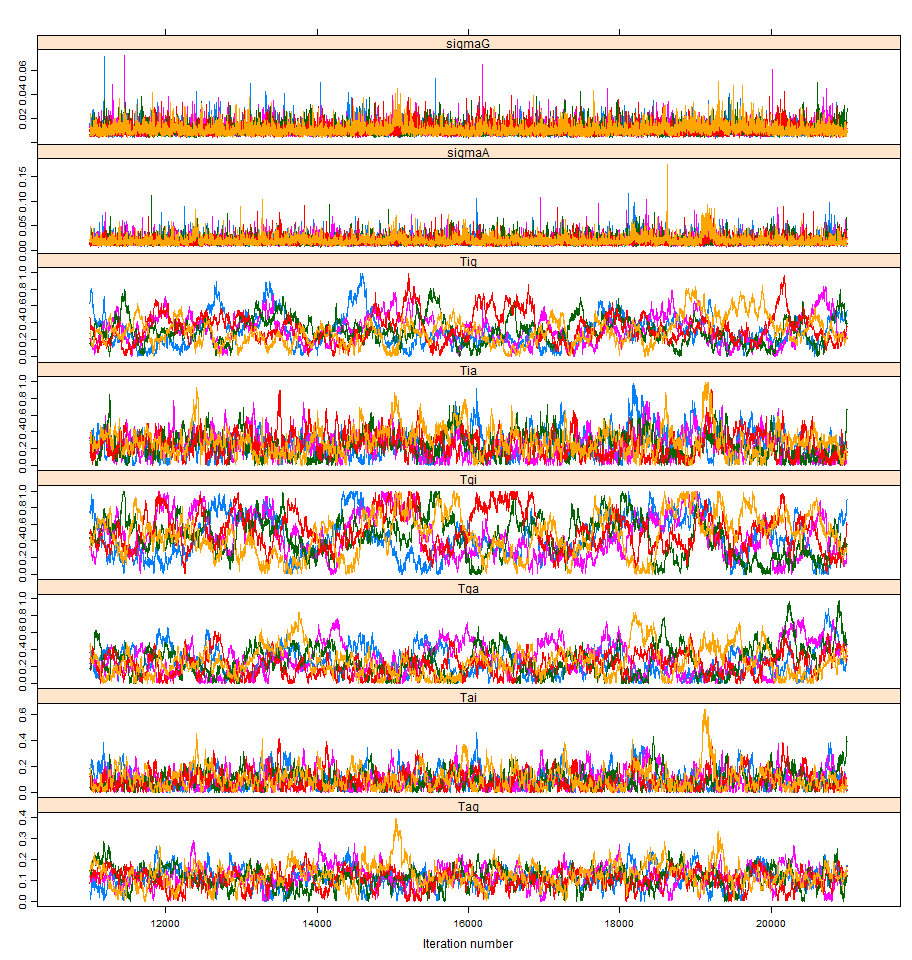 sigmaG
0.02 0.04 0.06
sigmaA
0.00 0.05 0.10 0.15
Tig
0.0 0.2 0.4 0.6 0.8 1.0
Tia
0.0 0.2 0.4 0.6 0.8 1.0
Tgi
0.0 0.2 0.4 0.6 0.8 1.0
Tga
0.0 0.2 0.4 0.6 0.8 1.0
Tai
0.0 0.2 0.4 0.6
Tag
0.0 0.1 0.2 0.3 0.4
12000 14000 16000 18000 20000
Iteration number